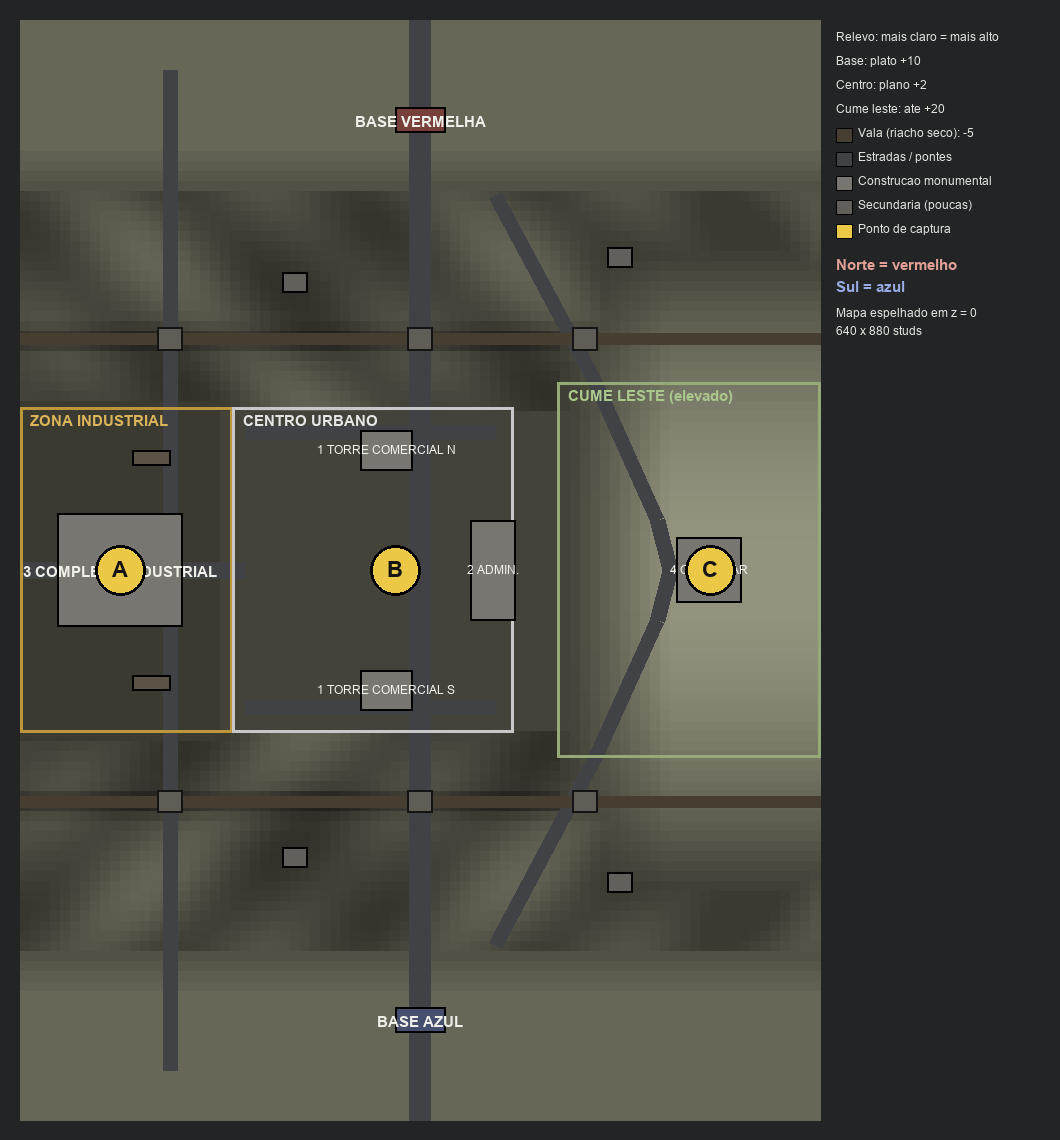 Relevo: mais claro = mais alto
Base: plato +10
Centro: plano +2
Cume leste: ate +20
Vala (riacho seco): -5
Estradas / pontes
Construcao monumental
Secundaria (poucas)
Ponto de captura
Norte = vermelho
Sul = azul
Mapa espelhado em z = 0
640 x 880 studs
BASE VERMELHA
CUME LESTE (elevado)
ZONA INDUSTRIAL
CENTRO URBANO
1 TORRE COMERCIAL N
3
A
B
2 ADMIN.
4
C
1 TORRE COMERCIAL S
BASE AZUL